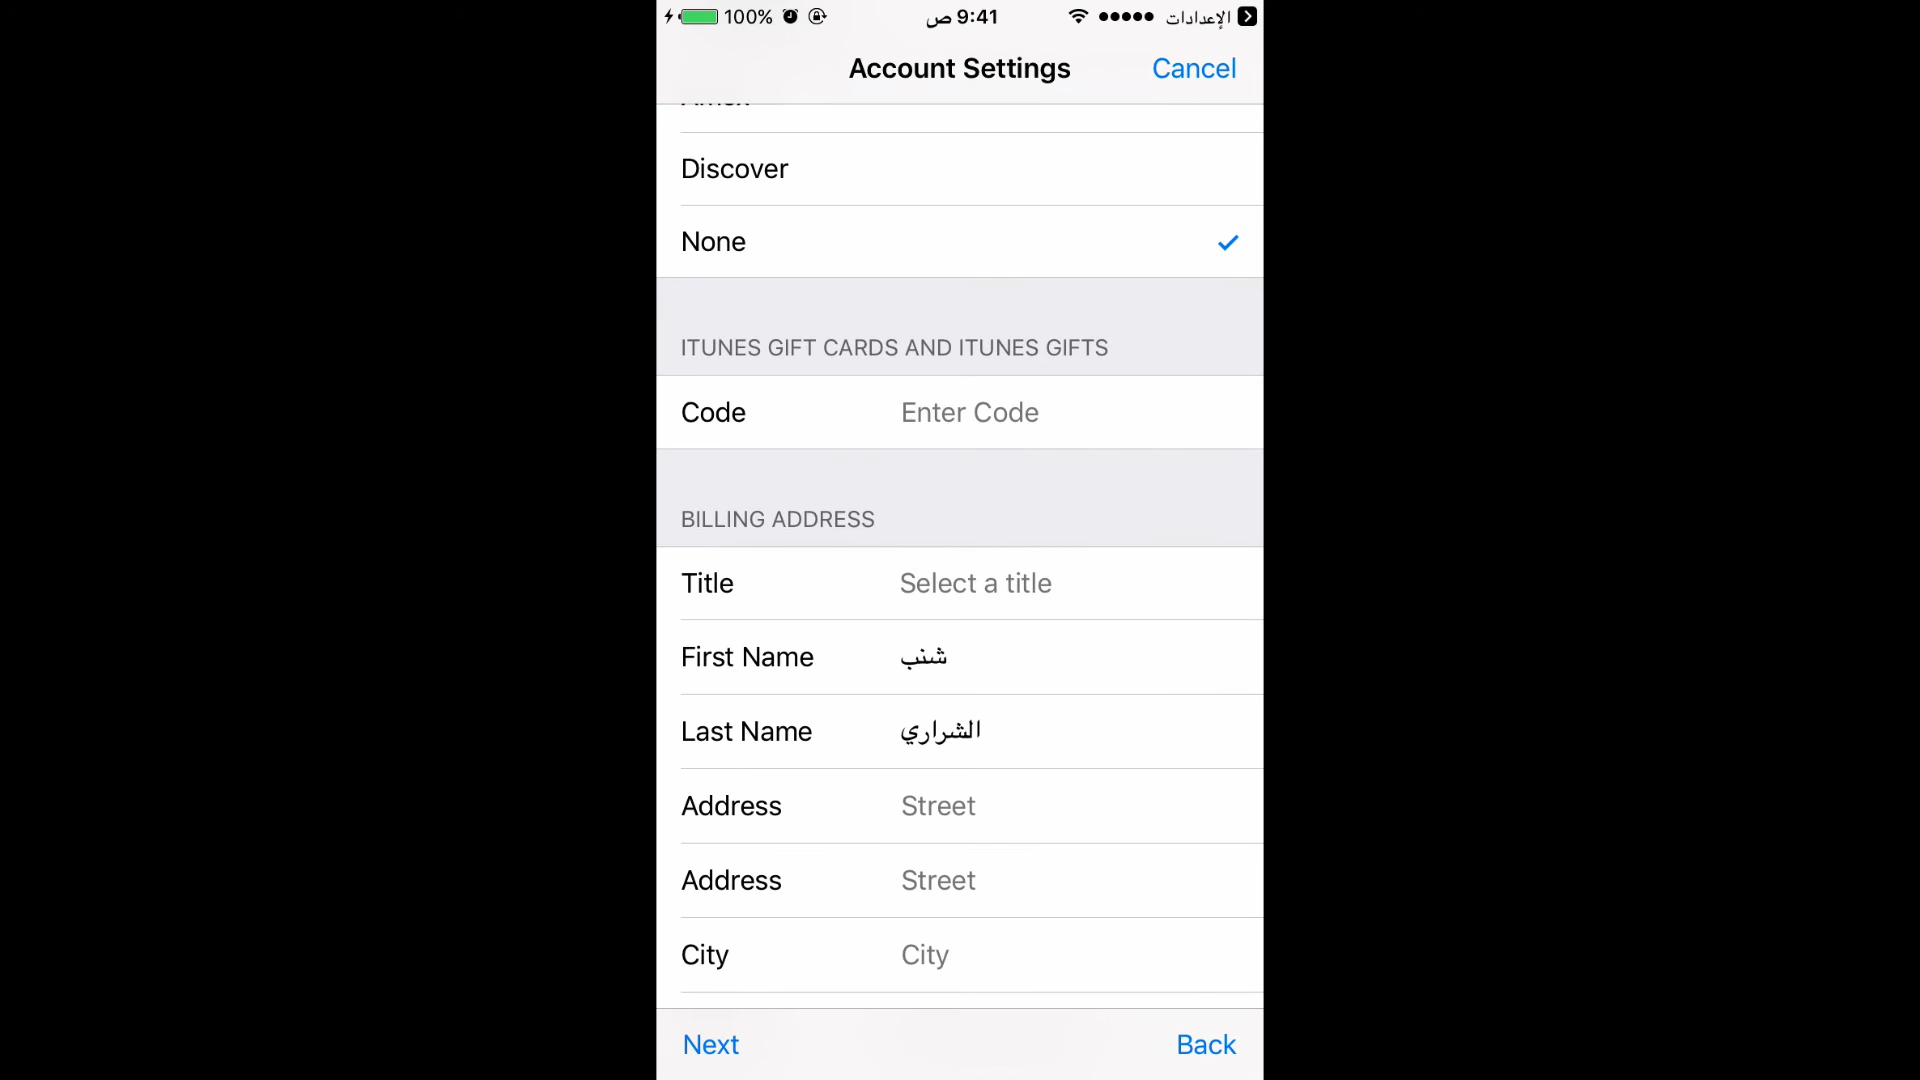 100% 9:41 ص الإعدادات
Account Settings Cancel
Discover
None
ITUNES GIFT CARDS AND ITUNES GIFTS
Code Enter Code
BILLING ADDRESS
Title Select a title
First Name شنب
Last Name الشراري
Address Street
Address Street
City City
Next Back